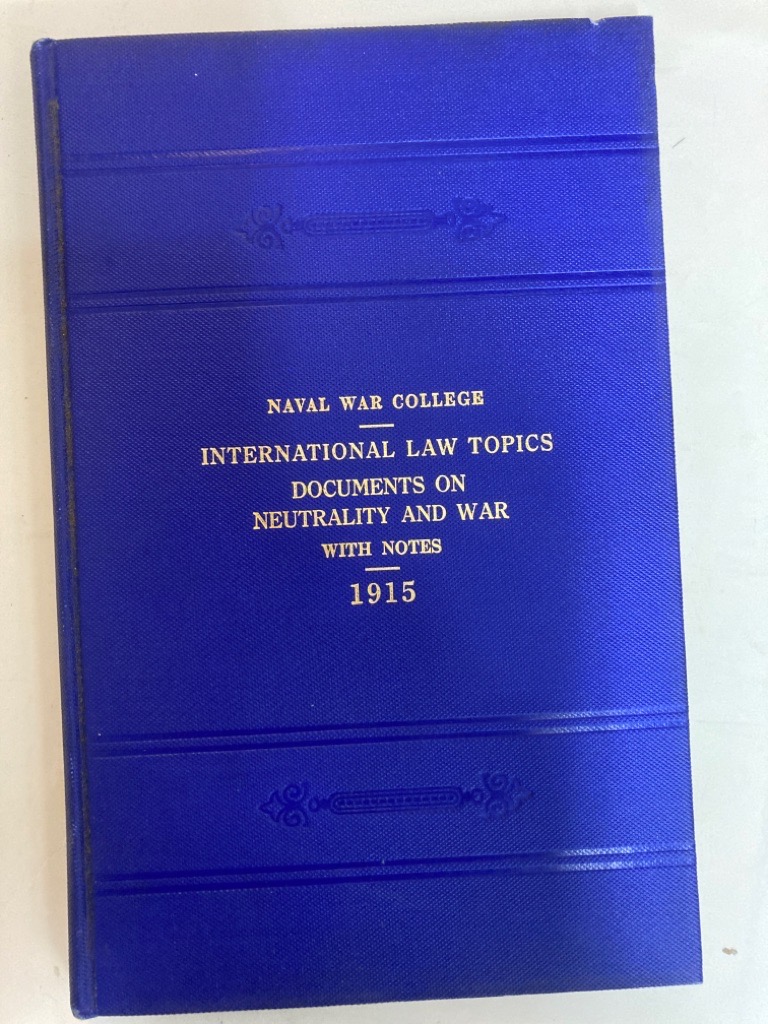 NAVAL WAR COLLEGE
INTERNATIONAL LAW TOPICS
DOCUMENTS ON
NEUTRALITY AND WAR
WITH NOTES
1915